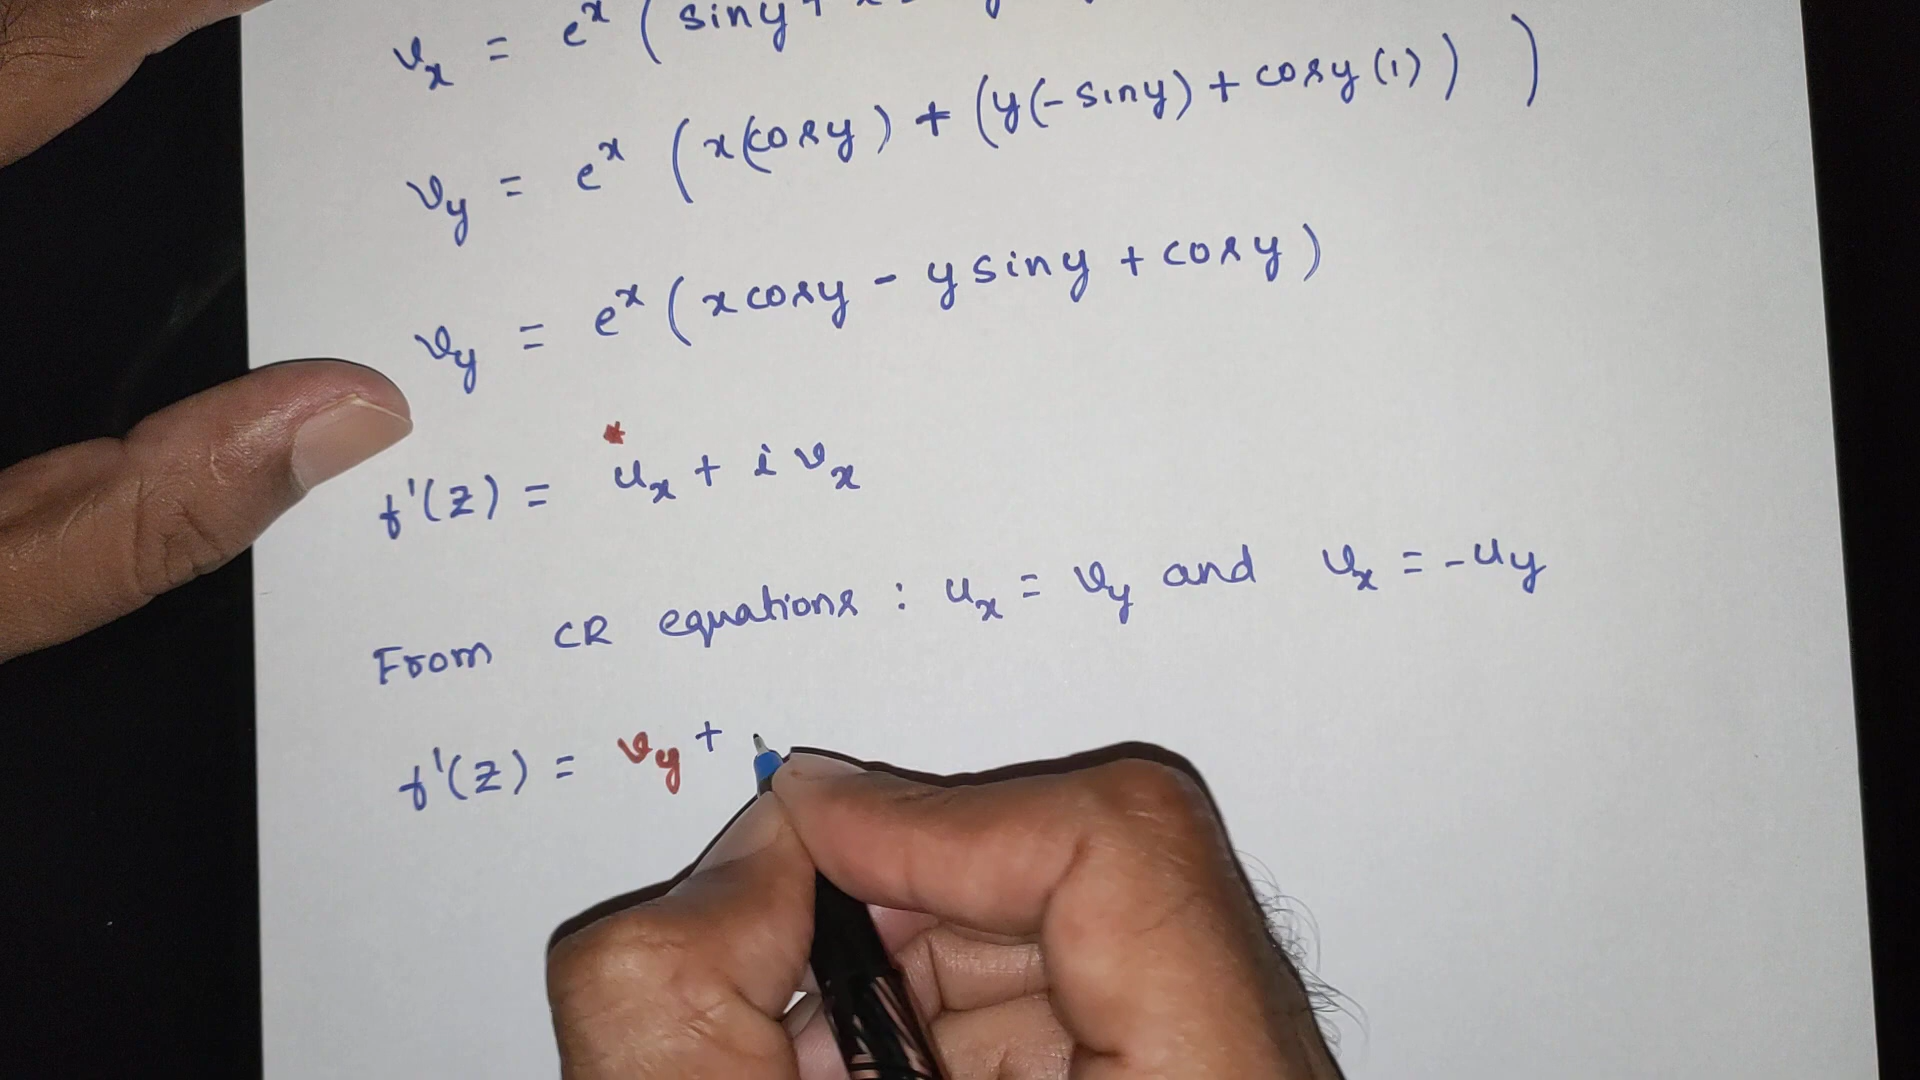 vx = e^x ( siny +
vy = e^x ( x(cosy) + (y(-siny) + cosy(1) ) )
vy = e^x ( x cosy - y siny + cosy )
*
f'(z) = ux + i vx
From CR equations : ux = vy and vx = -uy
f'(z) = vy +